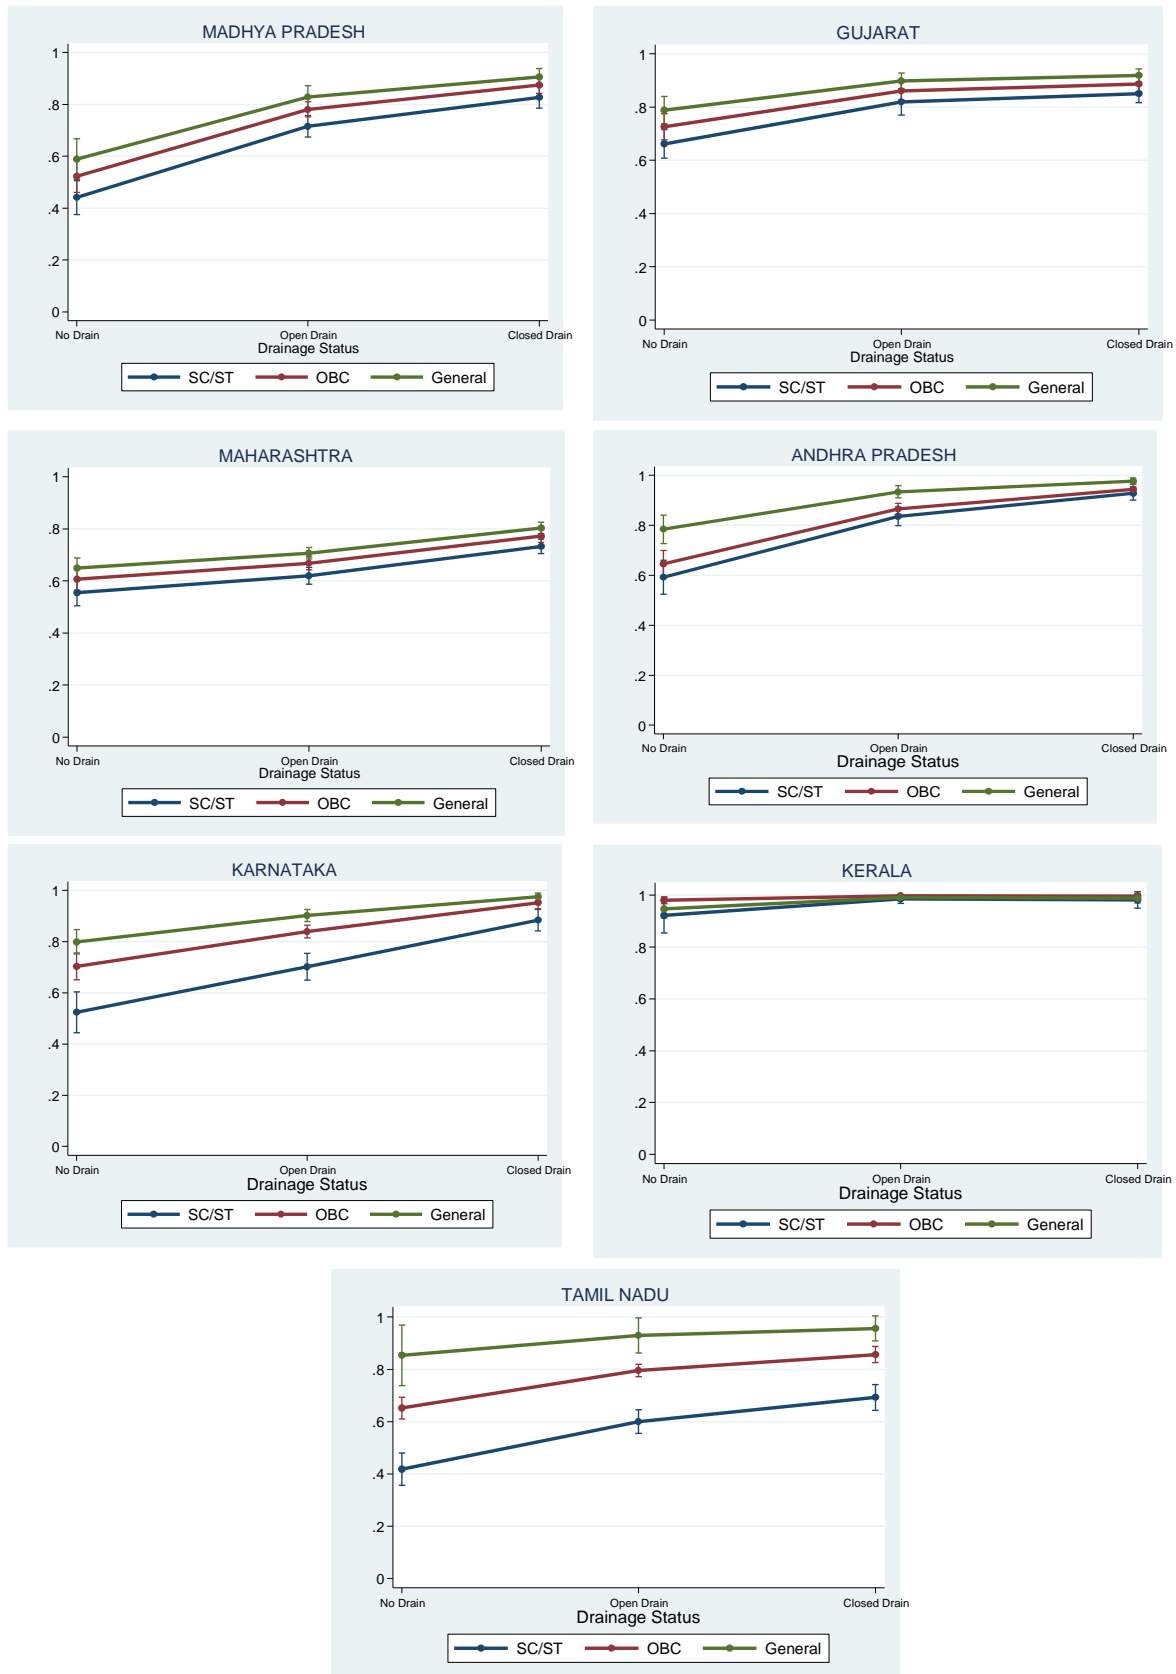 MADHYA PRADESH
1
.8
.6
.4
.2
0
No Drain Open Drain Closed Drain
Drainage Status
SC/ST OBC General
GUJARAT
1
.8
.6
.4
.2
0
No Drain Open Drain Closed Drain
Drainage Status
SC/ST OBC General
MAHARASHTRA
1
.8
.6
.4
.2
0
No Drain Open Drain Closed Drain
Drainage Status
SC/ST OBC General
ANDHRA PRADESH
1
.8
.6
.4
.2
0
No Drain Open Drain Closed Drain
Drainage Status
SC/ST OBC General
KARNATAKA
1
.8
.6
.4
.2
0
No Drain Open Drain Closed Drain
Drainage Status
SC/ST OBC General
KERALA
1
.8
.6
.4
.2
0
No Drain Open Drain Closed Drain
Drainage Status
SC/ST OBC General
TAMIL NADU
1
.8
.6
.4
.2
0
No Drain Open Drain Closed Drain
Drainage Status
SC/ST OBC General